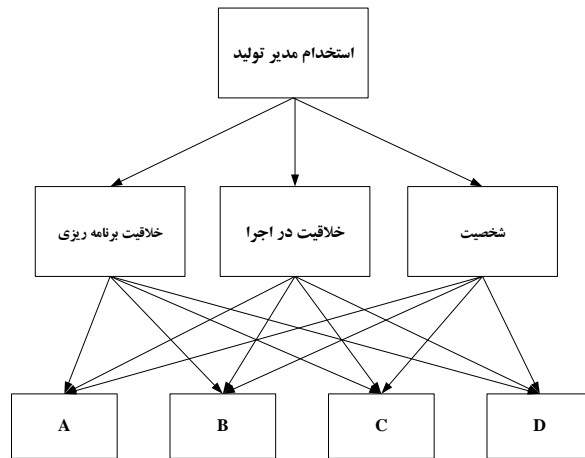 استخدام مدیر تولید
شخصیت
خلاقیت در اجرا
خلاقیت برنامه ریزی
A
B
C
D